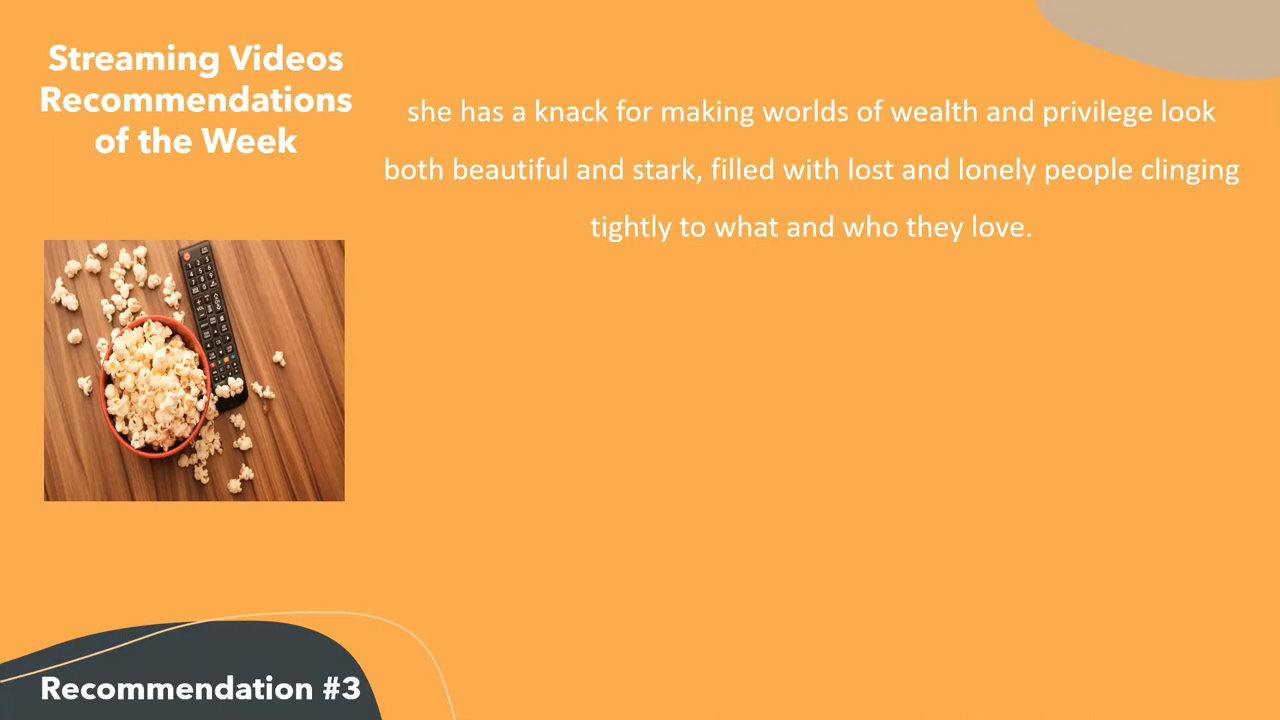 Streaming Videos
Recommendations
of the Week
she has a knack for making worlds of wealth and privilege look
both beautiful and stark, filled with lost and lonely people clinging
tightly to what and who they love.
Recommendation #3